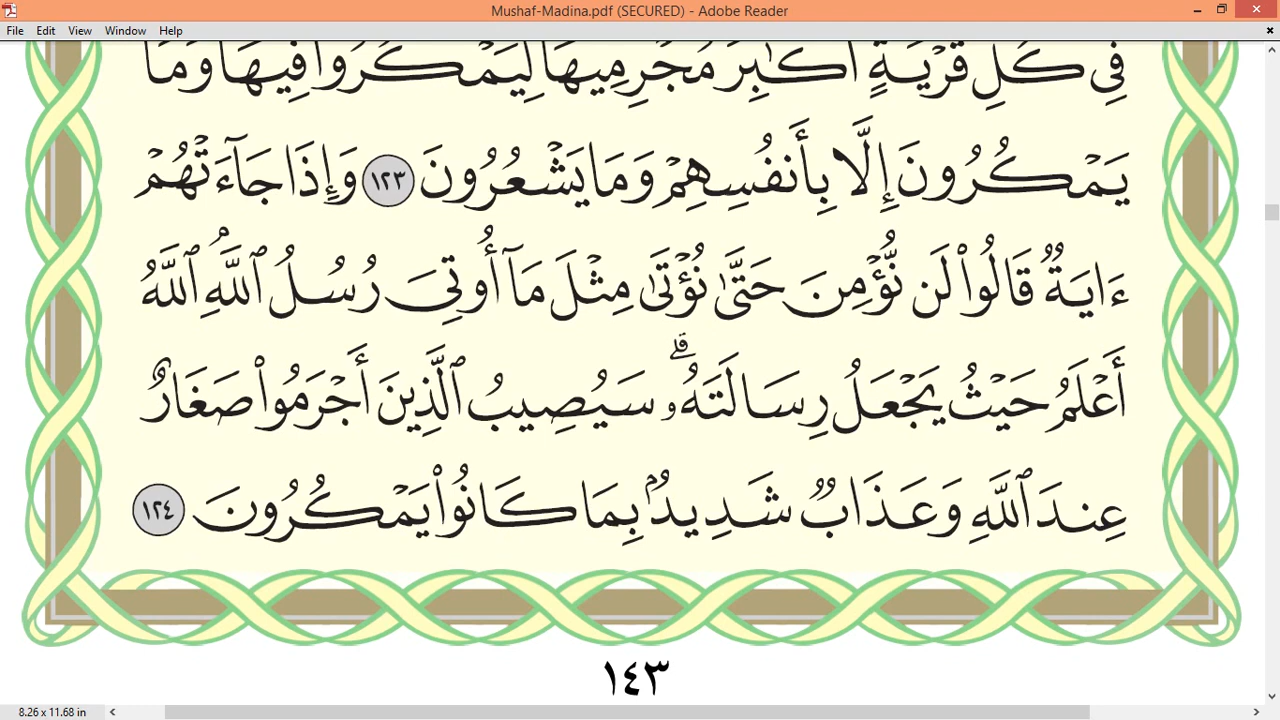 Mushaf-Madina.pdf (SECURED) - Adobe Reader
File Edit View Window Help
فِى كُلِّ قَرْيَةٍ أَكَـٰبِرَ مُجْرِمِيهَا لِيَمْكُرُوا۟ فِيهَا وَمَا
يَمْكُرُونَ إِلَّا بِأَنفُسِهِمْ وَمَا يَشْعُرُونَ ١٢٣ وَإِذَا جَآءَتْهُمْ
ءَايَةٌ قَالُوا۟ لَن نُّؤْمِنَ حَتَّىٰ نُؤْتَىٰ مِثْلَ مَآ أُوتِىَ رُسُلُ ٱللَّهِ ۘ ٱللَّهُ
أَعْلَمُ حَيْثُ يَجْعَلُ رِسَالَتَهُۥ ۗ سَيُصِيبُ ٱلَّذِينَ أَجْرَمُوا۟ صَغَارٌ
عِندَ ٱللَّهِ وَعَذَابٌ شَدِيدٌۢ بِمَا كَانُوا۟ يَمْكُرُونَ ١٢٤
١٤٣
8.26 x 11.68 in